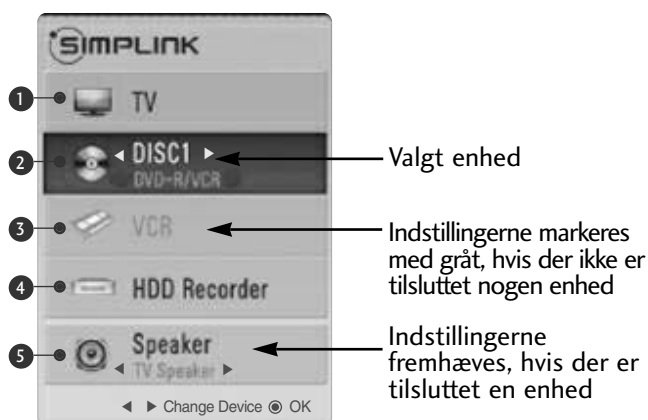 SIMPLINK
1 TV
2 ◄ DISC1 ►
DVD-R/VCR
Valgt enhed
3 VCR
Indstillingerne markeres
med gråt, hvis der ikke er
tilsluttet nogen enhed
4 HDD Recorder
5 Speaker
◄ TV Speaker ►
Indstillingerne
fremhæves, hvis der er
tilsluttet en enhed
◄ ► Change Device ◉ OK